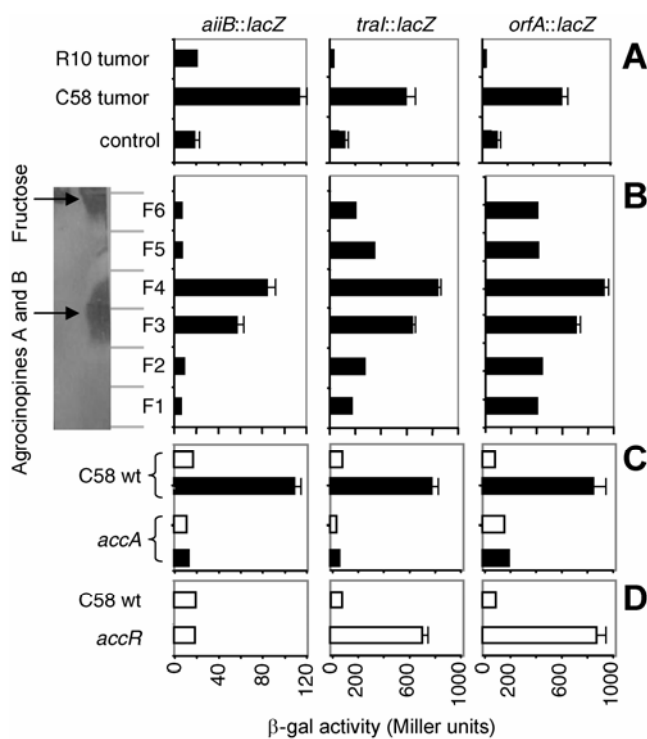 aiiB::lacZ traI::lacZ orfA::lacZ
R10 tumor
C58 tumor
control
A
Fructose
Agrocinopines A and B
F6
F5
F4
F3
F2
F1
B
C58 wt
accA
C
C58 wt
accR
D
0 40 80 120 0 200 600 1000 0 200 600 1000
β-gal activity (Miller units)